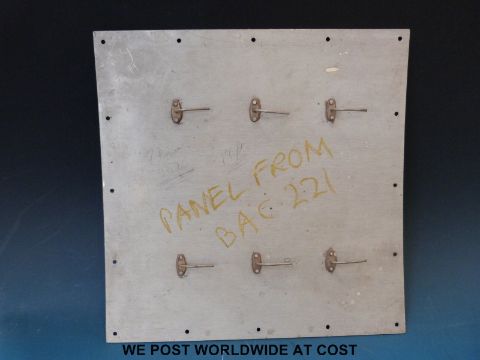 PANEL FROM
BAC 221
WE POST WORLDWIDE AT COST